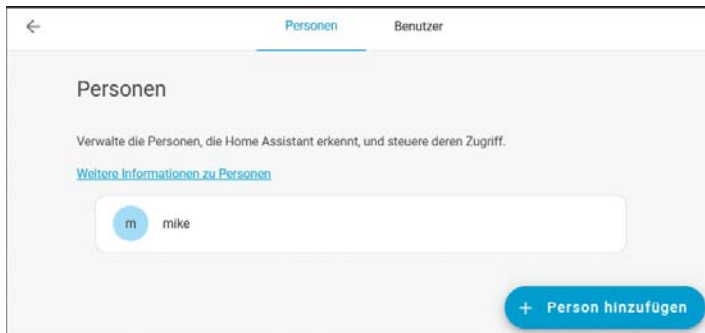 Personen Benutzer
Personen
Verwalte die Personen, die Home Assistant erkennt, und steuere deren Zugriff.
Weitere Informationen zu Personen
m mike
+ Person hinzufügen